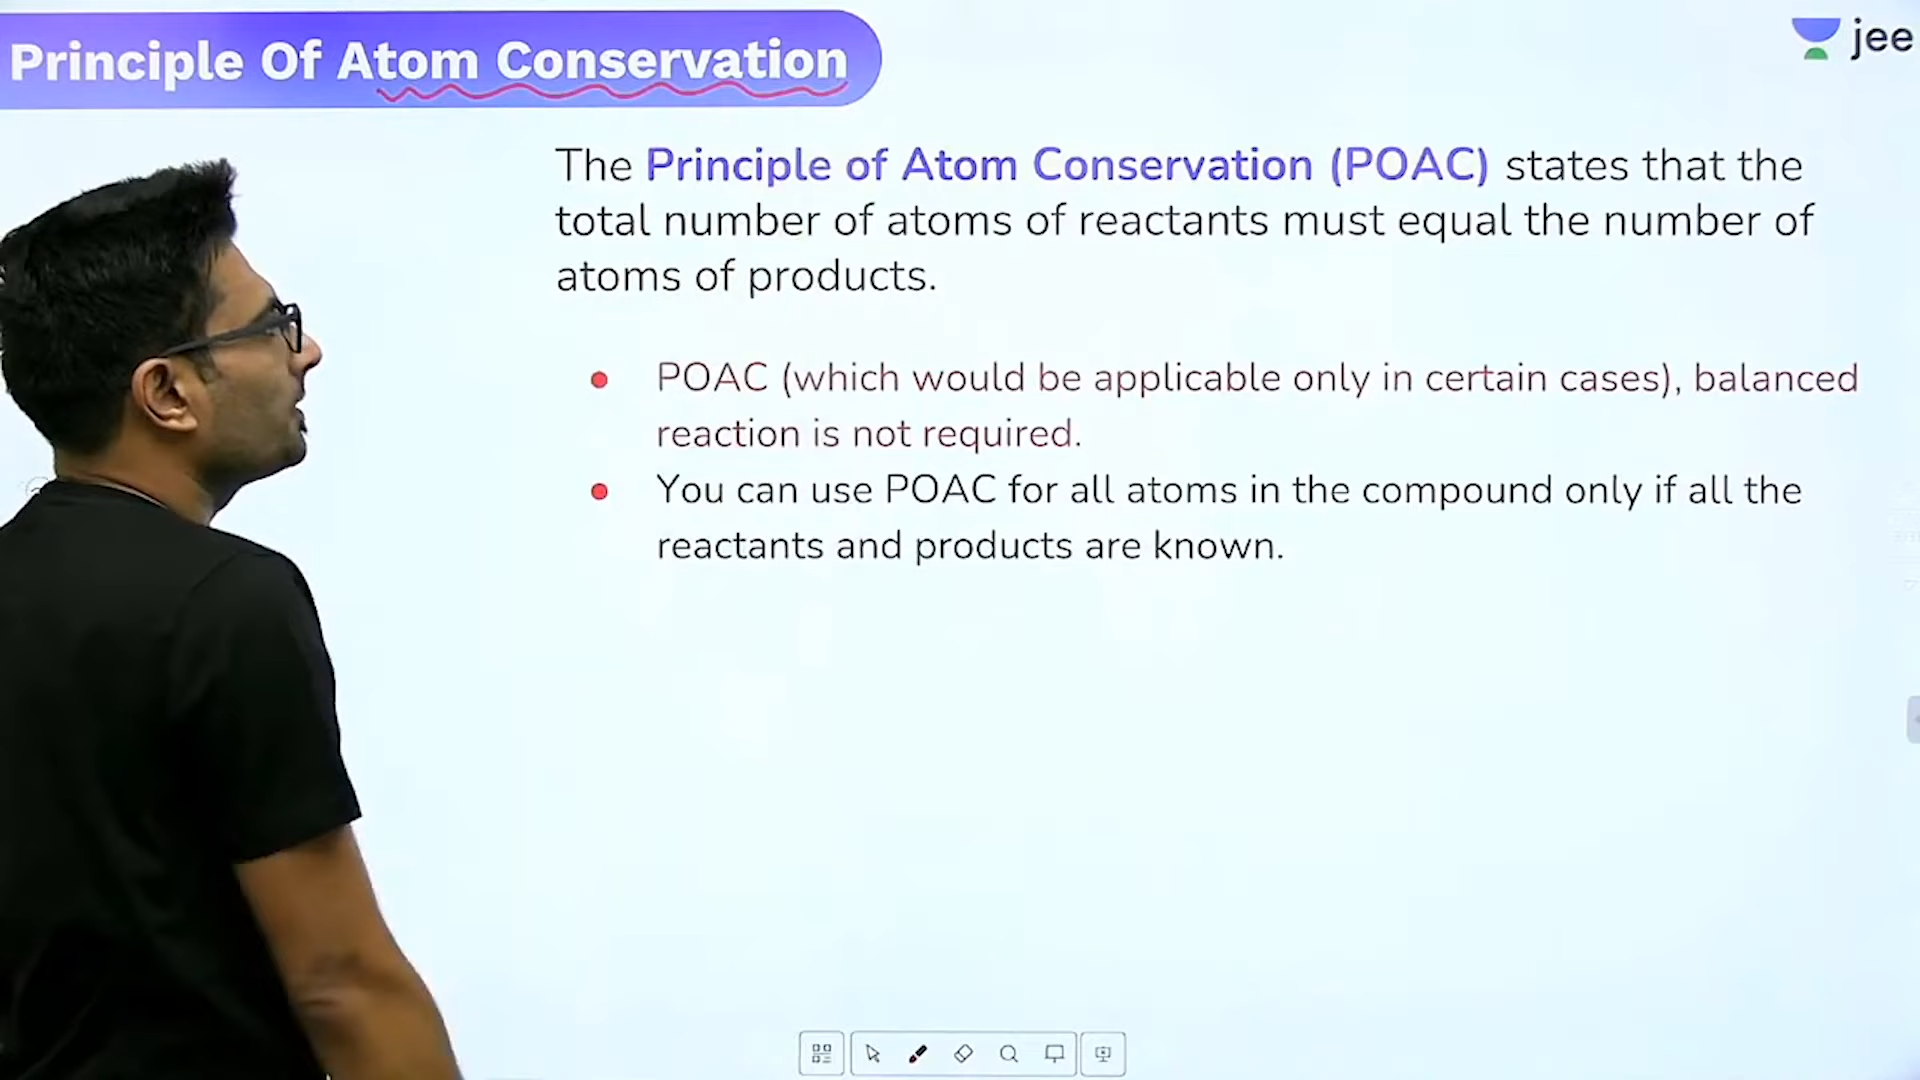 Principle Of Atom Conservation
jee
The Principle of Atom Conservation (POAC) states that the
total number of atoms of reactants must equal the number of
atoms of products.
● POAC (which would be applicable only in certain cases), balanced
reaction is not required.
● You can use POAC for all atoms in the compound only if all the
reactants and products are known.